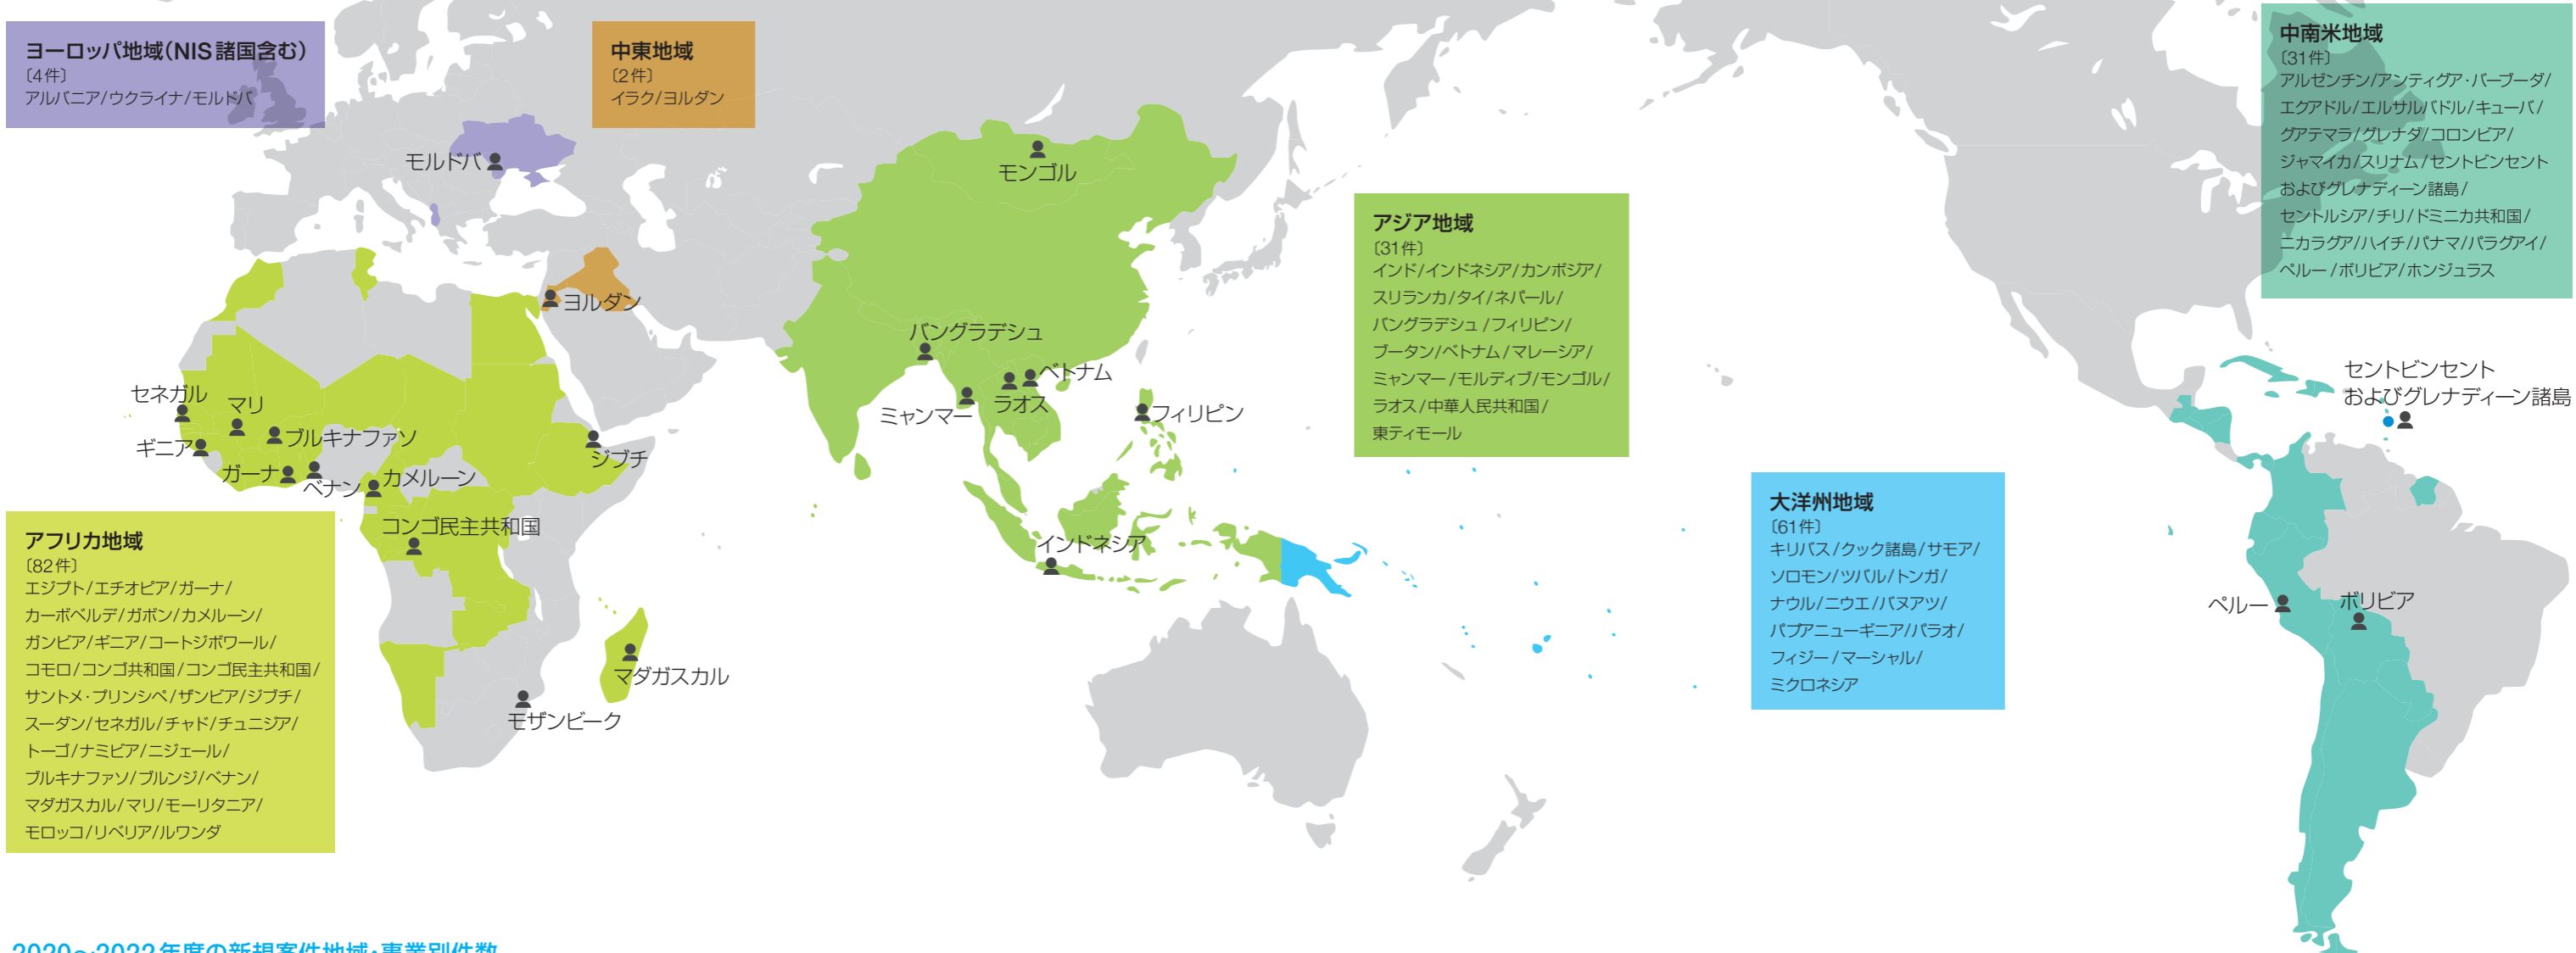 ヨーロッパ地域(NIS諸国含む)
〔4件〕
アルバニア/ウクライナ/モルドバ
中東地域
〔2件〕
イラク/ヨルダン
中南米地域
〔31件〕
アルゼンチン/アンティグア・バーブーダ/
エクアドル/エルサルバドル/キューバ/
グアテマラ/グレナダ/コロンビア/
ジャマイカ/スリナム/セントビンセント
およびグレナディーン諸島/
セントルシア/チリ/ドミニカ共和国/
ニカラグア/ハイチ/パナマ/パラグアイ/
ペルー/ボリビア/ホンジュラス
モルドバ
モンゴル
アジア地域
〔31件〕
インド/インドネシア/カンボジア/
スリランカ/タイ/ネパール/
バングラデシュ/フィリピン/
ブータン/ベトナム/マレーシア/
ミャンマー/モルディブ/モンゴル/
ラオス/中華人民共和国/
東ティモール
ヨルダン
バングラデシュ
ベトナム
ミャンマー
ラオス
フィリピン
セントビンセント
およびグレナディーン諸島
セネガル
マリ
ギニア
ブルキナファソ
ガーナ
ベナン
カメルーン
ジブチ
コンゴ民主共和国
インドネシア
大洋州地域
〔61件〕
キリバス/クック諸島/サモア/
ソロモン/ツバル/トンガ/
ナウル/ニウエ/バヌアツ/
パプアニューギニア/パラオ/
フィジー/マーシャル/
ミクロネシア
アフリカ地域
〔82件〕
エジプト/エチオピア/ガーナ/
カーボベルデ/ガボン/カメルーン/
ガンビア/ギニア/コートジボワール/
コモロ/コンゴ共和国/コンゴ民主共和国/
サントメ・プリンシペ/ザンビア/ジブチ/
スーダン/セネガル/チャド/チュニジア/
トーゴ/ナミビア/ニジェール/
ブルキナファソ/ブルンジ/ベナン/
マダガスカル/マリ/モーリタニア/
モロッコ/リベリア/ルワンダ
ペルー
ボリビア
マダガスカル
モザンビーク
2020〜2022年度の新規案件地域・事業別件数